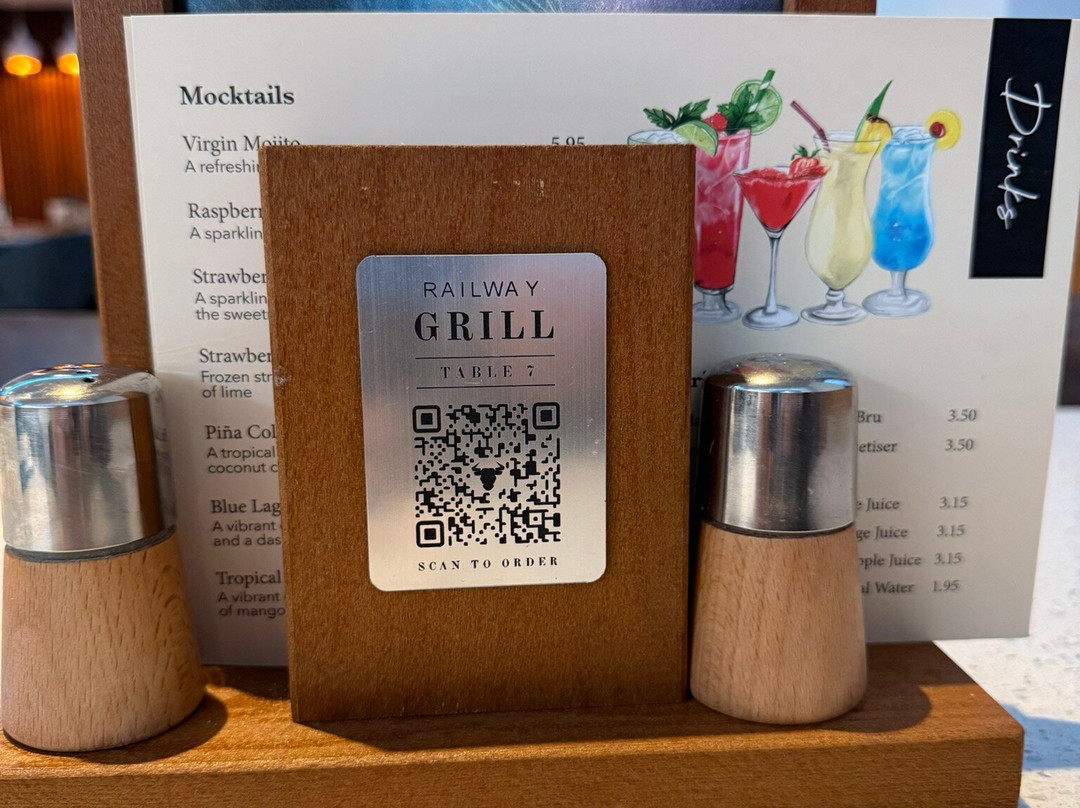 Mocktails
Virgin Mojito 5.95
A refreshing
Raspberr
A sparklin
Strawber
A sparklin
the sweet
Strawber
Frozen str
of lime
Piña Col
A tropical
coconut c
Blue Lag
A vibrant
and a das
Tropical
A vibrant
of mango
Drinks
RAILWAY
GRILL
TABLE 7
SCAN TO ORDER
Bru 3.50
etiser 3.50
e Juice 3.15
ge Juice 3.15
pple Juice 3.15
al Water 1.95